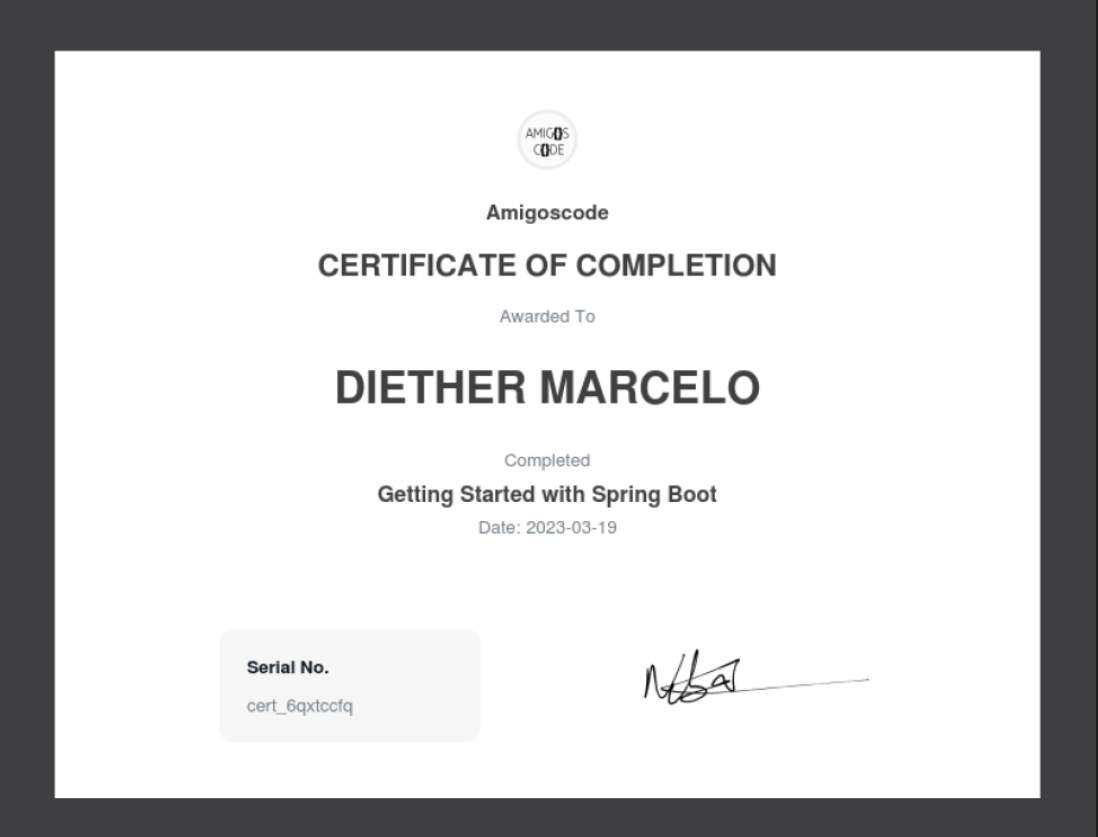 AMIGOS
CODE
Amigoscode
CERTIFICATE OF COMPLETION
Awarded To
DIETHER MARCELO
Completed
Getting Started with Spring Boot
Date: 2023-03-19
Serial No.
cert_6qxtccfq